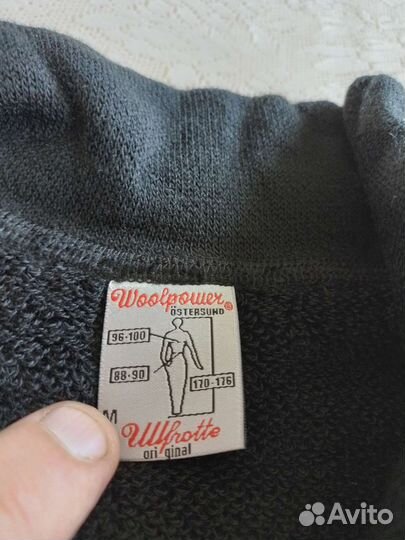 Woolpower©
ÖSTERSUND
96-100
88-90
170-176
M
Ullfrotte
original
Avito